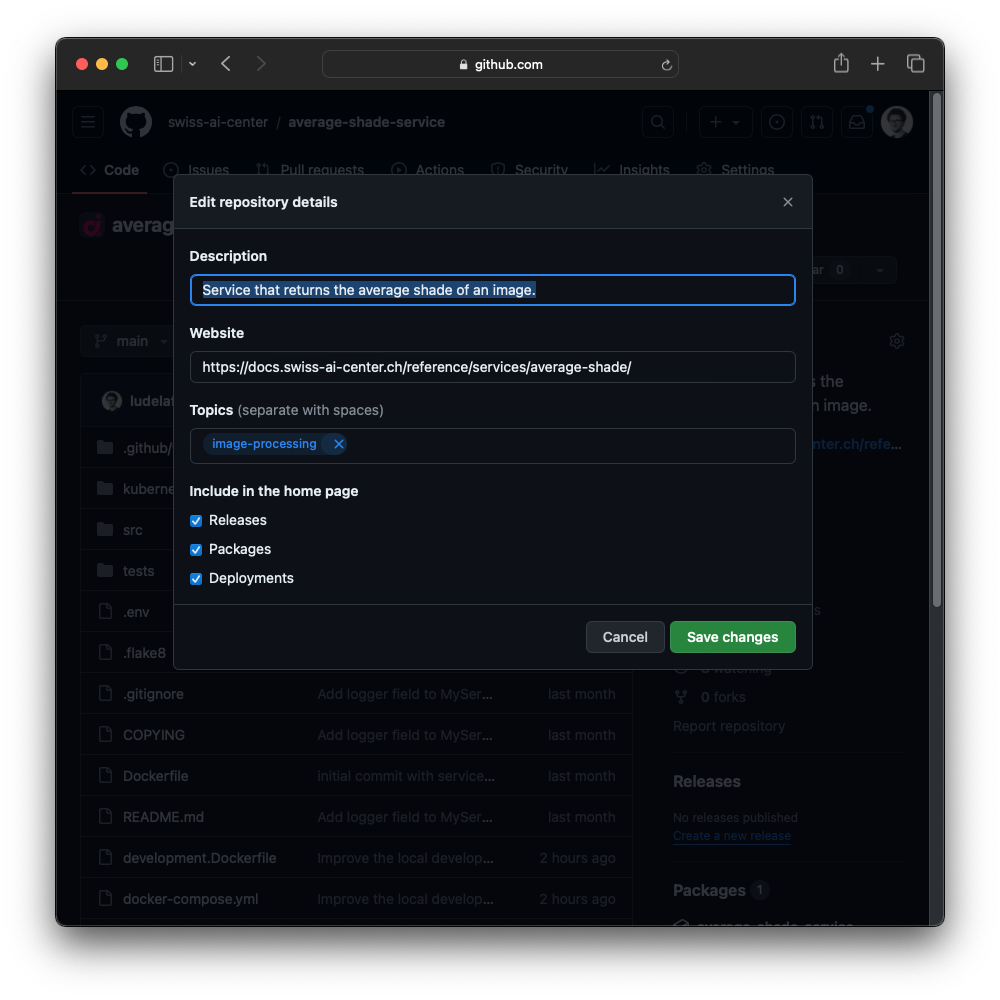 github.com
swiss-ai-center / average-shade-service
Code Issues Pull requests Actions Security Insights Settings
averag
ar 0
Edit repository details
Description
Service that returns the average shade of an image.
Website
https://docs.swiss-ai-center.ch/reference/services/average-shade/
Topics (separate with spaces)
image-processing
Include in the home page
Releases
Packages
Deployments
Cancel Save changes
main
s the
n image.
ludelaf
nter.ch/refe...
.github/
kuberne
src
tests
.env
.flake8
0 watching
.gitignore Add logger field to MySer... last month
0 forks
Report repository
COPYING Add logger field to MySer... last month
Dockerfile initial commit with service... last month
Releases
README.md Add logger field to MySer... last month
No releases published
Create a new release
development.Dockerfile Improve the local develop... 2 hours ago
Packages 1
docker-compose.yml Improve the local develop... 2 hours ago
average-shade-service